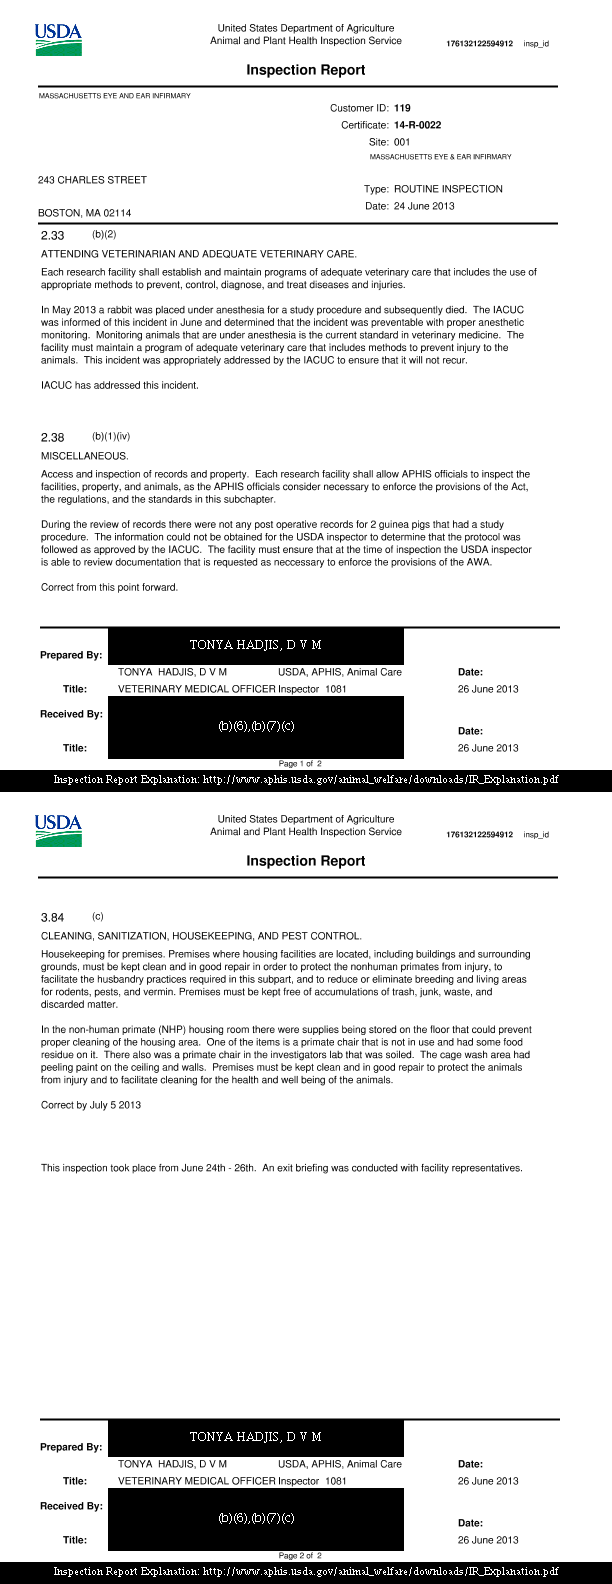 USDA
United States Department of Agriculture
Animal and Plant Health Inspection Service
176132122594912 insp_id
Inspection Report
MASSACHUSETTS EYE AND EAR INFIRMARY
Customer ID: 119
Certificate: 14-R-0022
Site: 001
MASSACHUSETTS EYE & EAR INFIRMARY
243 CHARLES STREET
Type: ROUTINE INSPECTION
BOSTON, MA 02114
Date: 24 June 2013
2.33 (b)(2)
ATTENDING VETERINARIAN AND ADEQUATE VETERINARY CARE.
Each research facility shall establish and maintain programs of adequate veterinary care that includes the use of
appropriate methods to prevent, control, diagnose, and treat diseases and injuries.
In May 2013 a rabbit was placed under anesthesia for a study procedure and subsequently died. The IACUC
was informed of this incident in June and determined that the incident was preventable with proper anesthetic
monitoring. Monitoring animals that are under anesthesia is the current standard in veterinary medicine. The
facility must maintain a program of adequate veterinary care that includes methods to prevent injury to the
animals. This incident was appropriately addressed by the IACUC to ensure that it will not recur.
IACUC has addressed this incident.
2.38 (b)(1)(iv)
MISCELLANEOUS.
Access and inspection of records and property. Each research facility shall allow APHIS officials to inspect the
facilities, property, and animals, as the APHIS officials consider necessary to enforce the provisions of the Act,
the regulations, and the standards in this subchapter.
During the review of records there were not any post operative records for 2 guinea pigs that had a study
procedure. The information could not be obtained for the USDA inspector to determine that the protocol was
followed as approved by the IACUC. The facility must ensure that at the time of inspection the USDA inspector
is able to review documentation that is requested as neccessary to enforce the provisions of the AWA.
Correct from this point forward.
TONYA HADJIS, D V M
Prepared By:
TONYA HADJIS, D V M USDA, APHIS, Animal Care Date:
Title: VETERINARY MEDICAL OFFICER Inspector 1081 26 June 2013
Received By:
(b)(6),(b)(7)(c)
Date:
Title: 26 June 2013
Page 1 of 2
Inspection Report Explanation: http://www.aphis.usda.gov/animal_welfare/downloads/IR_Explanation.pdf
USDA
United States Department of Agriculture
Animal and Plant Health Inspection Service
176132122594912 insp_id
Inspection Report
3.84 (c)
CLEANING, SANITIZATION, HOUSEKEEPING, AND PEST CONTROL.
Housekeeping for premises. Premises where housing facilities are located, including buildings and surrounding
grounds, must be kept clean and in good repair in order to protect the nonhuman primates from injury, to
facilitate the husbandry practices required in this subpart, and to reduce or eliminate breeding and living areas
for rodents, pests, and vermin. Premises must be kept free of accumulations of trash, junk, waste, and
discarded matter.
In the non-human primate (NHP) housing room there were supplies being stored on the floor that could prevent
proper cleaning of the housing area. One of the items is a primate chair that is not in use and had some food
residue on it. There also was a primate chair in the investigators lab that was soiled. The cage wash area had
peeling paint on the ceiling and walls. Premises must be kept clean and in good repair to protect the animals
from injury and to facilitate cleaning for the health and well being of the animals.
Correct by July 5 2013
This inspection took place from June 24th - 26th. An exit briefing was conducted with facility representatives.
TONYA HADJIS, D V M
Prepared By:
TONYA HADJIS, D V M USDA, APHIS, Animal Care Date:
Title: VETERINARY MEDICAL OFFICER Inspector 1081 26 June 2013
Received By:
(b)(6),(b)(7)(c)
Date:
Title: 26 June 2013
Page 2 of 2
Inspection Report Explanation: http://www.aphis.usda.gov/animal_welfare/downloads/IR_Explanation.pdf